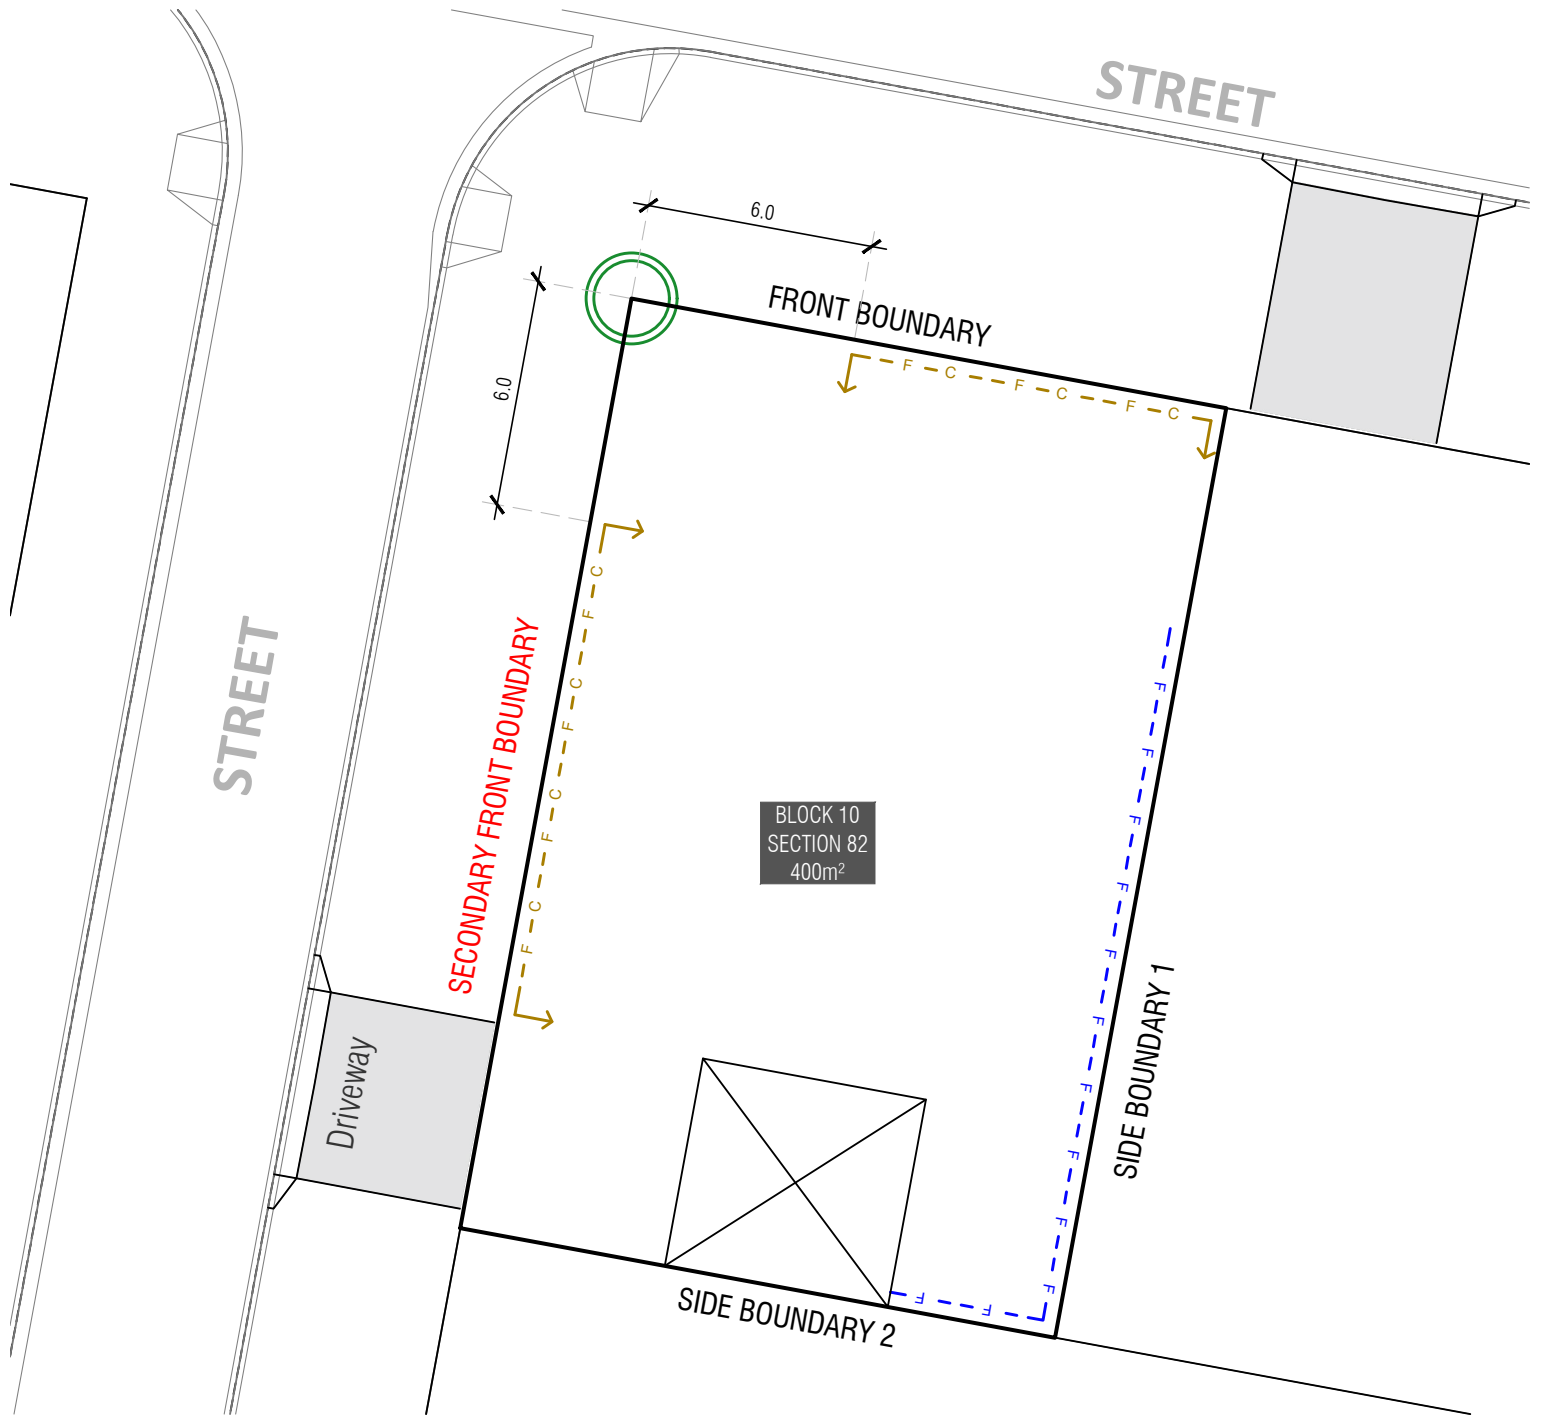 STREET
6.0
FRONT BOUNDARY
6.0
F C F C F C
C F C F C F C F
SECONDARY FRONT BOUNDARY
STREET
F F F F F F F F F F
BLOCK 10
SECTION 82
400m²
SIDE BOUNDARY 1
Driveway
F F
SIDE BOUNDARY 2